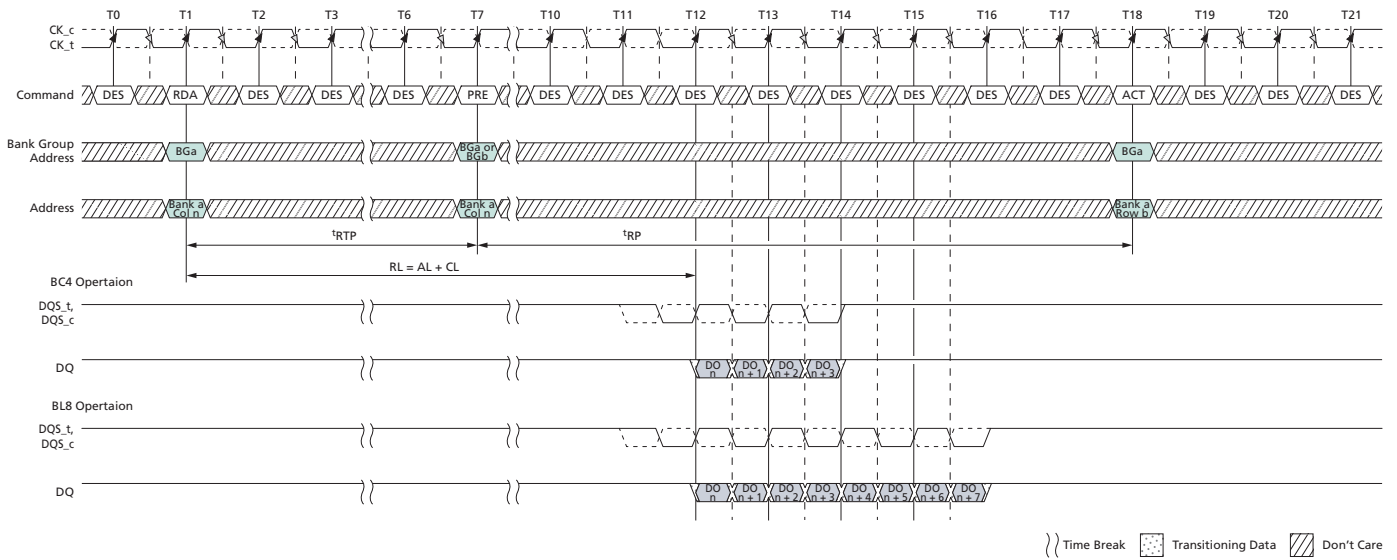 T0 T1 T2 T3 T6 T7 T10 T11 T12 T13 T14 T15 T16 T17 T18 T19 T20 T21
CK_c
CK_t
Command DES RDA DES DES DES PRE DES DES DES DES DES DES DES DES ACT DES DES DES
Bank Group
Address
BGa
BGa or
BGb
BGa
Address
Bank a
Col n
Bank a
Col n
Bank a
Row b
tRTP
tRP
RL = AL + CL
BC4 Opertaion
DQS_t,
DQS_c
DQ
DO
n
DO
n + 1
DO
n + 2
DO
n + 3
BL8 Opertaion
DQS_t,
DQS_c
DQ
DO
n
DO
n + 1
DO
n + 2
DO
n + 3
DO
n + 4
DO
n + 5
DO
n + 6
DO
n + 7
Time Break Transitioning Data Don't Care